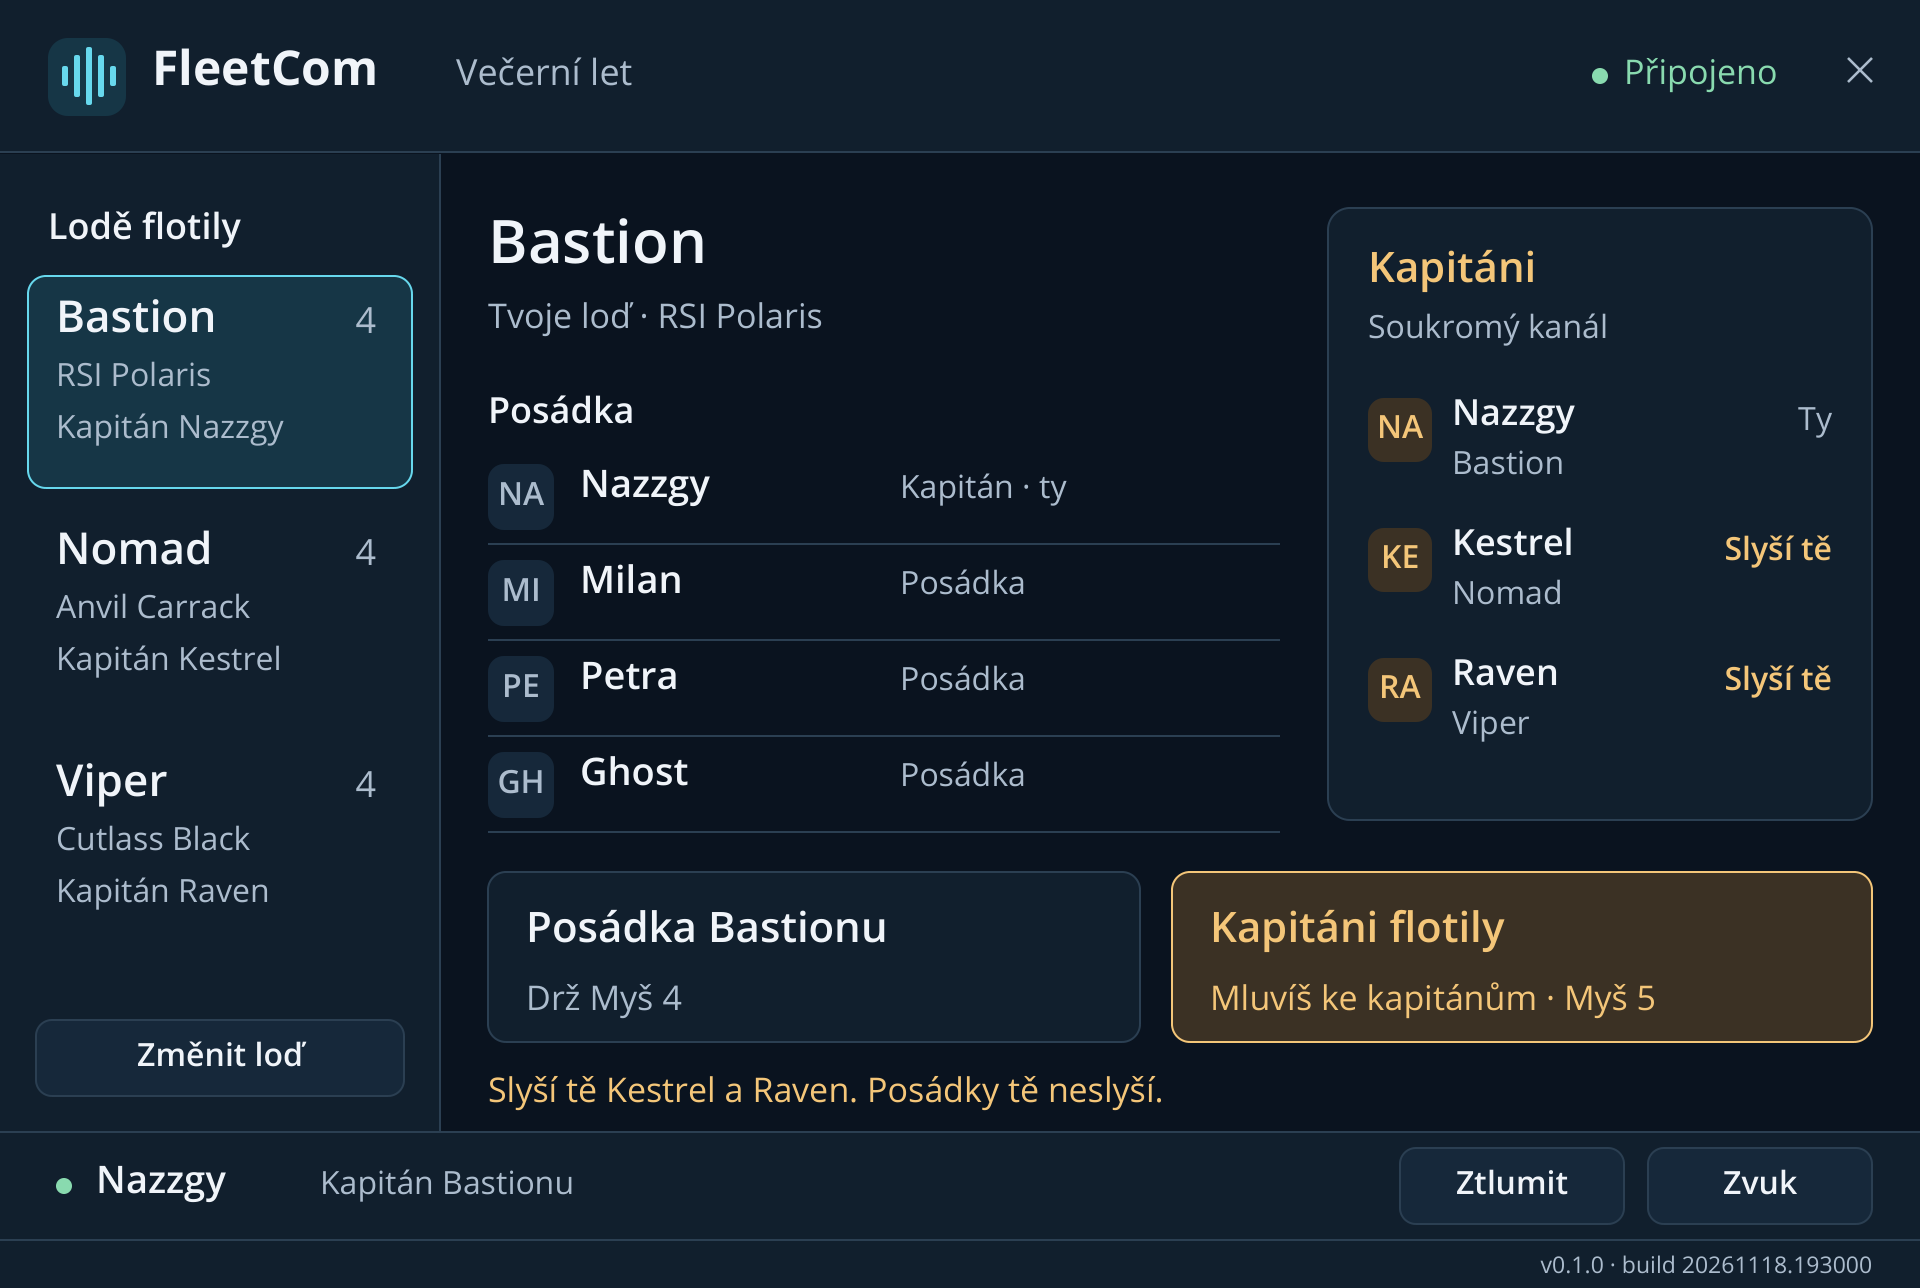 FleetCom
Večerní let
Připojeno
Lodě flotily
Bastion 4
RSI Polaris
Kapitán Nazzgy
Nomad 4
Anvil Carrack
Kapitán Kestrel
Viper 4
Cutlass Black
Kapitán Raven
Změnit loď
Bastion
Tvoje loď · RSI Polaris
Posádka
NA Nazzgy Kapitán · ty
MI Milan Posádka
PE Petra Posádka
GH Ghost Posádka
Kapitáni
Soukromý kanál
NA Nazzgy Ty
Bastion
KE Kestrel Slyší tě
Nomad
RA Raven Slyší tě
Viper
Posádka Bastionu
Drž Myš 4
Kapitáni flotily
Mluvíš ke kapitánům · Myš 5
Slyší tě Kestrel a Raven. Posádky tě neslyší.
Nazzgy
Kapitán Bastionu
Ztlumit
Zvuk
v0.1.0 · build 20261118.193000